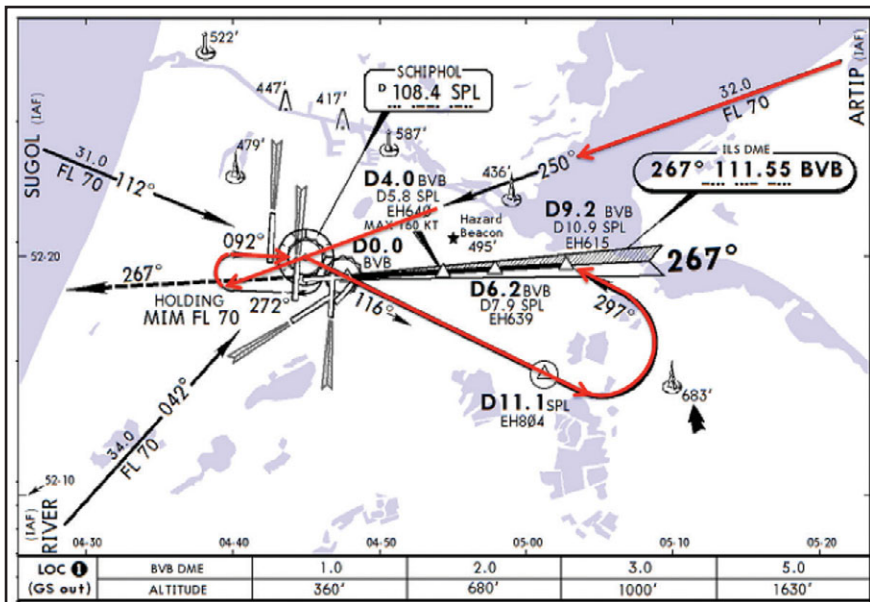 522'
447'
417'
479'
587'
436'
SCHIPHOL
D 108.4 SPL
ARTIP (IAF)
32.0
FL 70
250°
SUGOL (IAF)
31.0
FL 70
112°
ILS DME
267° 111.55 BVB
D4.0 BVB
D5.8 SPL
EH640
MAX 160 KT
Hazard
Beacon
495'
D9.2 BVB
D10.9 SPL
EH615
092°
D0.0
BVB
52-20
267°
267°
HOLDING
MIM FL 70
272°
116°
D6.2 BVB
D7.9 SPL
EH639
297°
D11.1 SPL
EH804
683'
042°
34.0
FL 70
52-10
RIVER
(IAF)
04-30
04-40
04-50
05-00
05-10
05-20
LOC 1
(GS out)
BVB DME
1.0
2.0
3.0
5.0
ALTITUDE
360'
680'
1000'
1630'